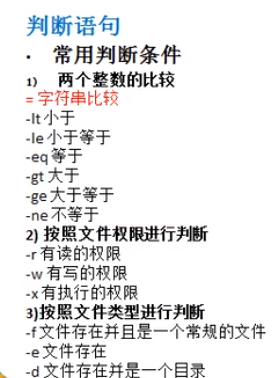 判断语句
· 常用判断条件
1) 两个整数的比较
= 字符串比较
-lt 小于
-le 小于等于
-eq 等于
-gt 大于
-ge 大于等于
-ne 不等于
2) 按照文件权限进行判断
-r 有读的权限
-w 有写的权限
-x 有执行的权限
3)按照文件类型进行判断
-f 文件存在并且是一个常规的文件
-e 文件存在
-d 文件存在并是一个目录